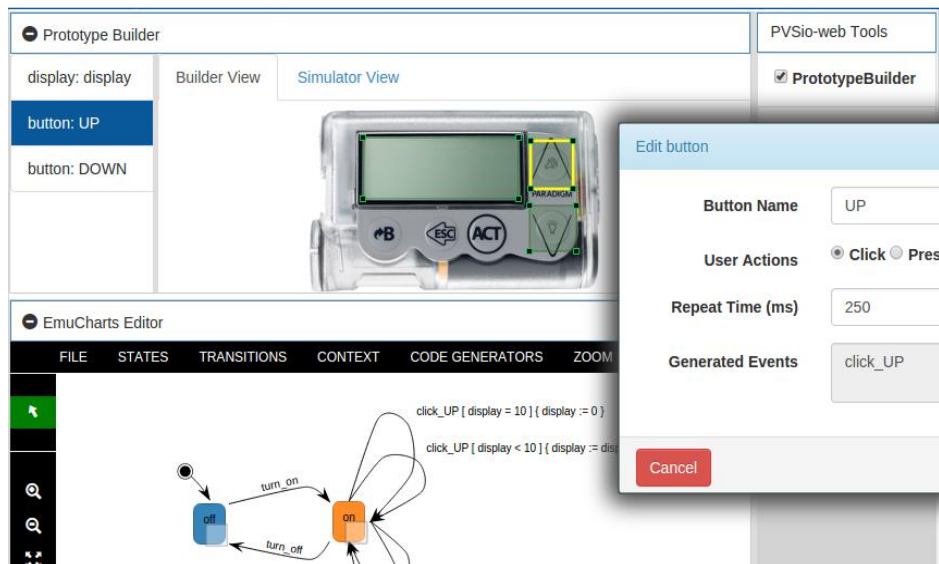 Prototype Builder
PVSio-web Tools
display: display
Builder View
Simulator View
PrototypeBuilder
button: UP
button: DOWN
PARADIGM
B
ESC
ACT
Edit button
Button Name
UP
User Actions
Click
Pres
Repeat Time (ms)
250
Generated Events
click_UP
Cancel
EmuCharts Editor
FILE STATES TRANSITIONS CONTEXT CODE GENERATORS ZOOM
click_UP [ display = 10 ] { display := 0 }
click_UP [ display < 10 ] { display := disp
turn_on
off
on
turn_off